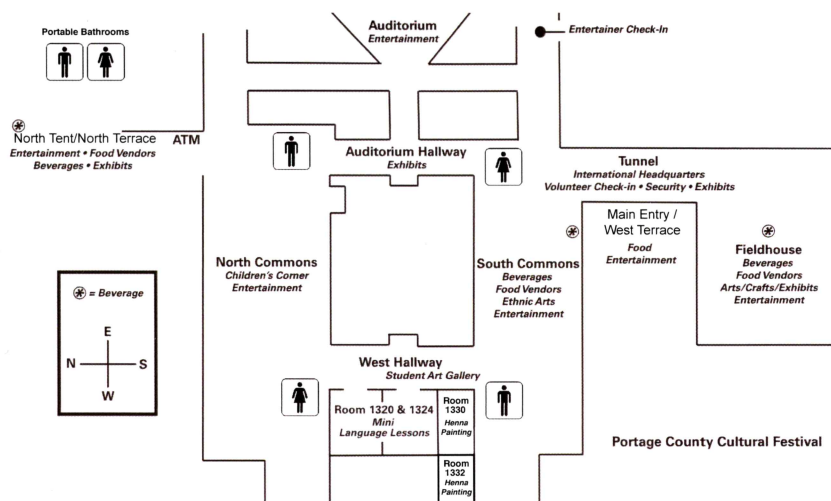 Portable Bathrooms
Auditorium
Entertainment
Entertainer Check-In
North Tent/North Terrace
Entertainment • Food Vendors
Beverages • Exhibits
ATM
Auditorium Hallway
Exhibits
Tunnel
International Headquarters
Volunteer Check-in • Security • Exhibits
Main Entry /
West Terrace
Food
Entertainment
North Commons
Children's Corner
Entertainment
South Commons
Beverages
Food Vendors
Ethnic Arts
Entertainment
Fieldhouse
Beverages
Food Vendors
Arts/Crafts/Exhibits
Entertainment
= Beverage
E
N
S
W
West Hallway
Student Art Gallery
Room 1320 & 1324
Mini
Language Lessons
Room
1330
Henna
Painting
Room
1332
Henna
Painting
Portage County Cultural Festival